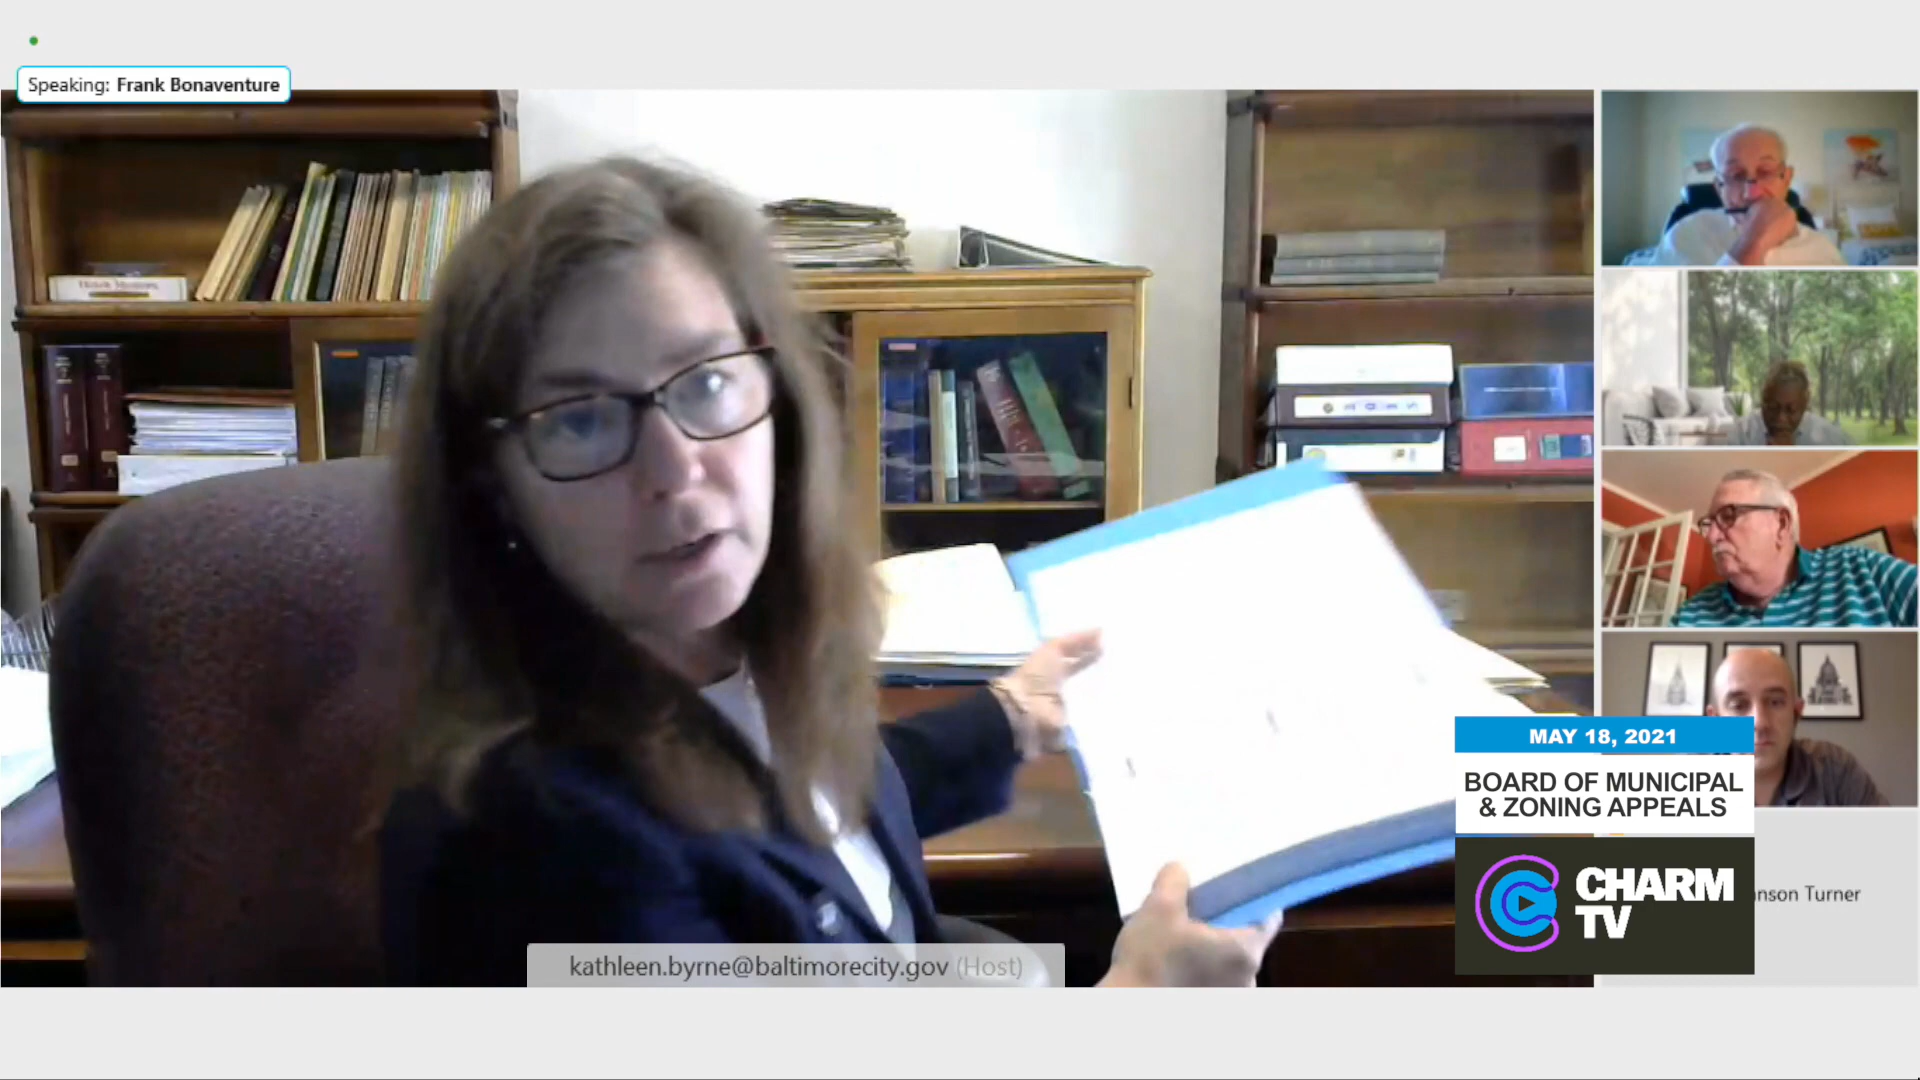 Speaking: Frank Bonaventure
kathleen.byrne@baltimorecity.gov (Host)
MAY 18, 2021
BOARD OF MUNICIPAL
& ZONING APPEALS
CHARM
TV
nson Turner